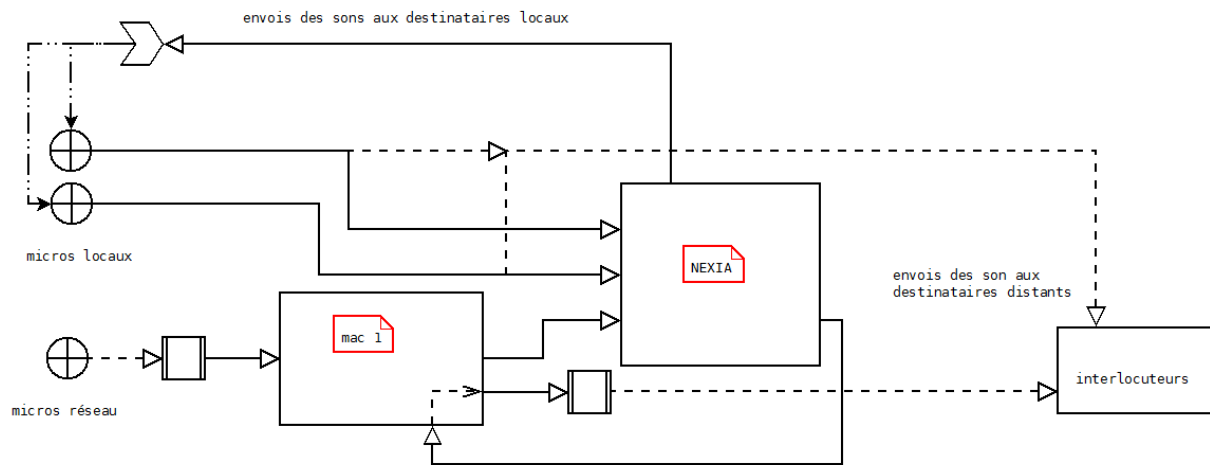 envois des sons aux destinataires locaux
micros locaux
NEXIA
envois des son aux
destinataires distants
mac 1
interlocuteurs
micros réseau